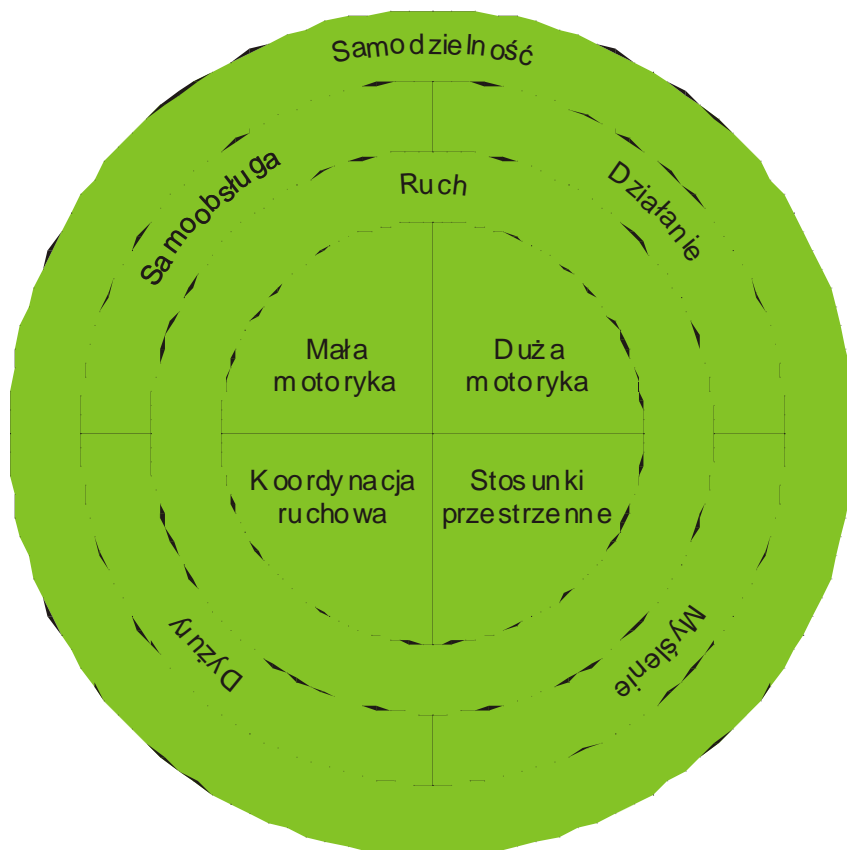 Samodzielność
Samoobsługa
Działanie
Ruch
Mała
motoryka
Duża
motoryka
Koordynacja
ruchowa
Stosunki
przestrzenne
Dyżury
Myślenie